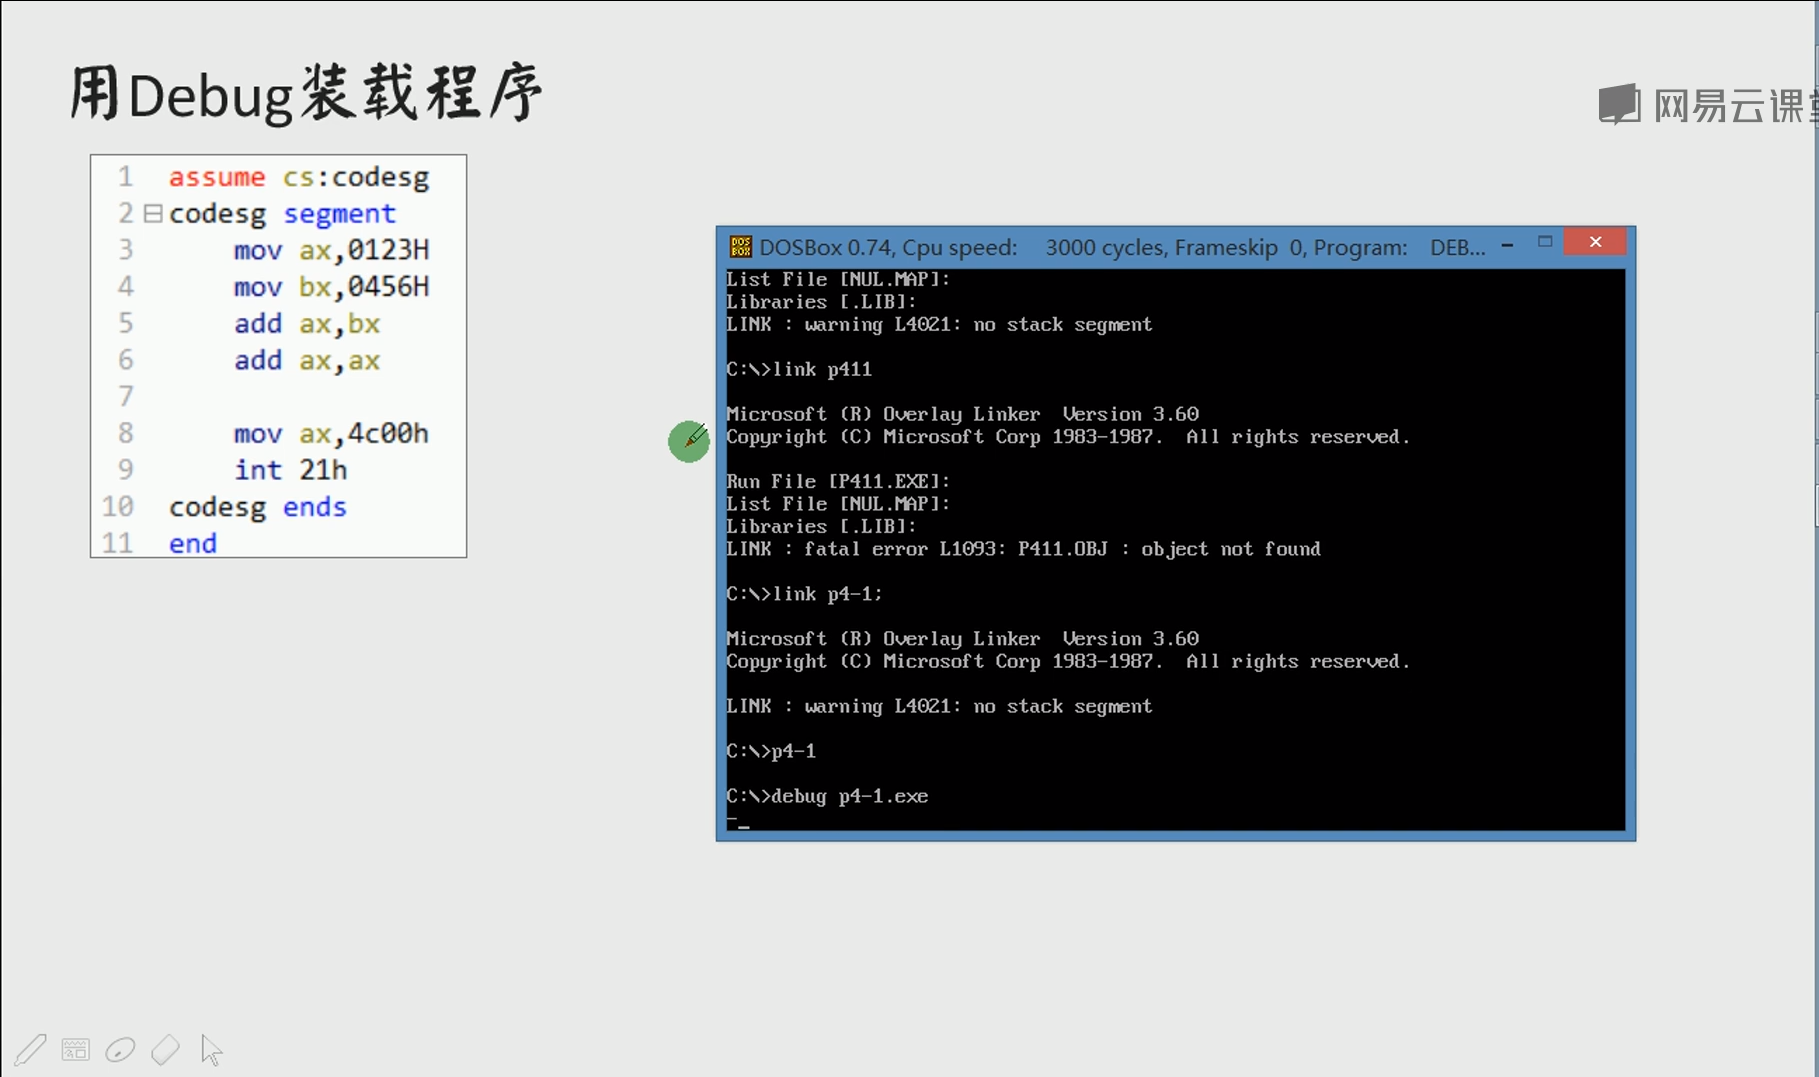 用Debug装载程序
网易云课堂
1 assume cs:codesg
2 codesg segment
3 mov ax,0123H
4 mov bx,0456H
5 add ax,bx
6 add ax,ax
7
8 mov ax,4c00h
9 int 21h
10 codesg ends
11 end
DOSBox 0.74, Cpu speed: 3000 cycles, Frameskip 0, Program: DEB...
List File [NUL.MAP]:
Libraries [.LIB]:
LINK : warning L4021: no stack segment
C:\>link p411
Microsoft (R) Overlay Linker Version 3.60
Copyright (C) Microsoft Corp 1983-1987. All rights reserved.
Run File [P411.EXE]:
List File [NUL.MAP]:
Libraries [.LIB]:
LINK : fatal error L1093: P411.OBJ : object not found
C:\>link p4-1;
Microsoft (R) Overlay Linker Version 3.60
Copyright (C) Microsoft Corp 1983-1987. All rights reserved.
LINK : warning L4021: no stack segment
C:\>p4-1
C:\>debug p4-1.exe
-_